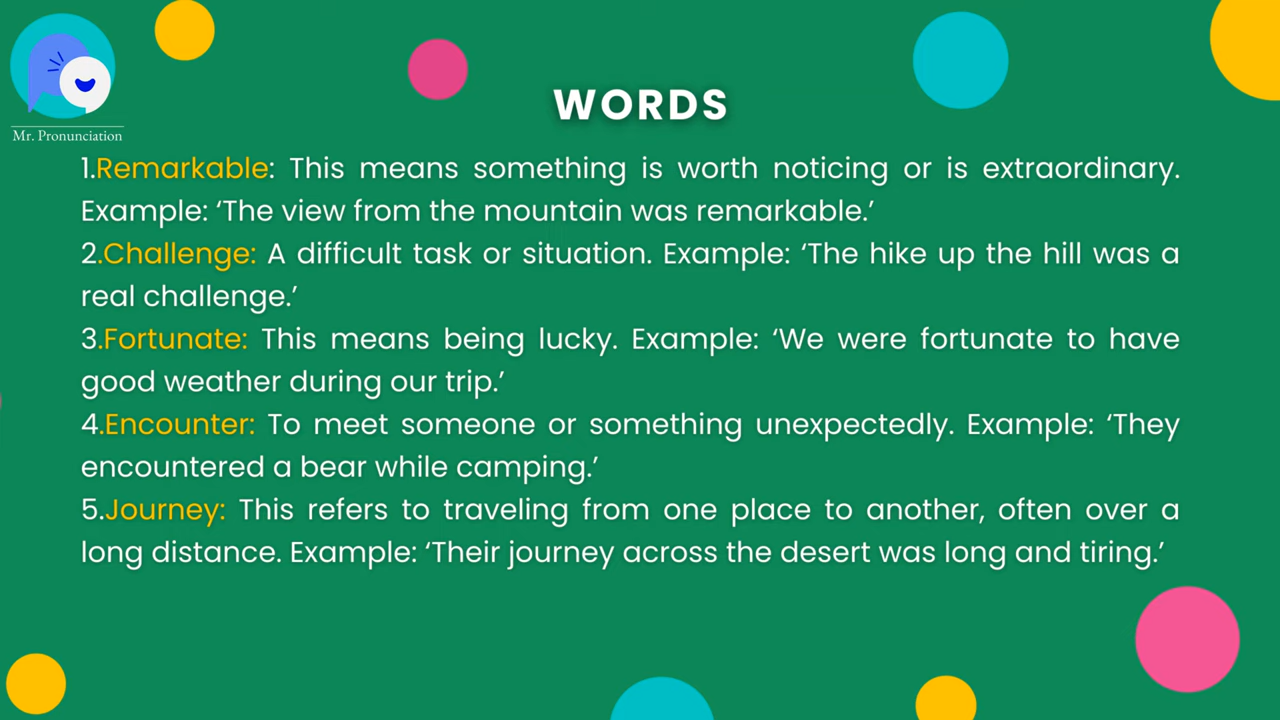 Mr. Pronunciation
WORDS
1.Remarkable: This means something is worth noticing or is extraordinary.
Example: ‘The view from the mountain was remarkable.’
2.Challenge: A difficult task or situation. Example: ‘The hike up the hill was a
real challenge.’
3.Fortunate: This means being lucky. Example: ‘We were fortunate to have
good weather during our trip.’
4.Encounter: To meet someone or something unexpectedly. Example: ‘They
encountered a bear while camping.’
5.Journey: This refers to traveling from one place to another, often over a
long distance. Example: ‘Their journey across the desert was long and tiring.’